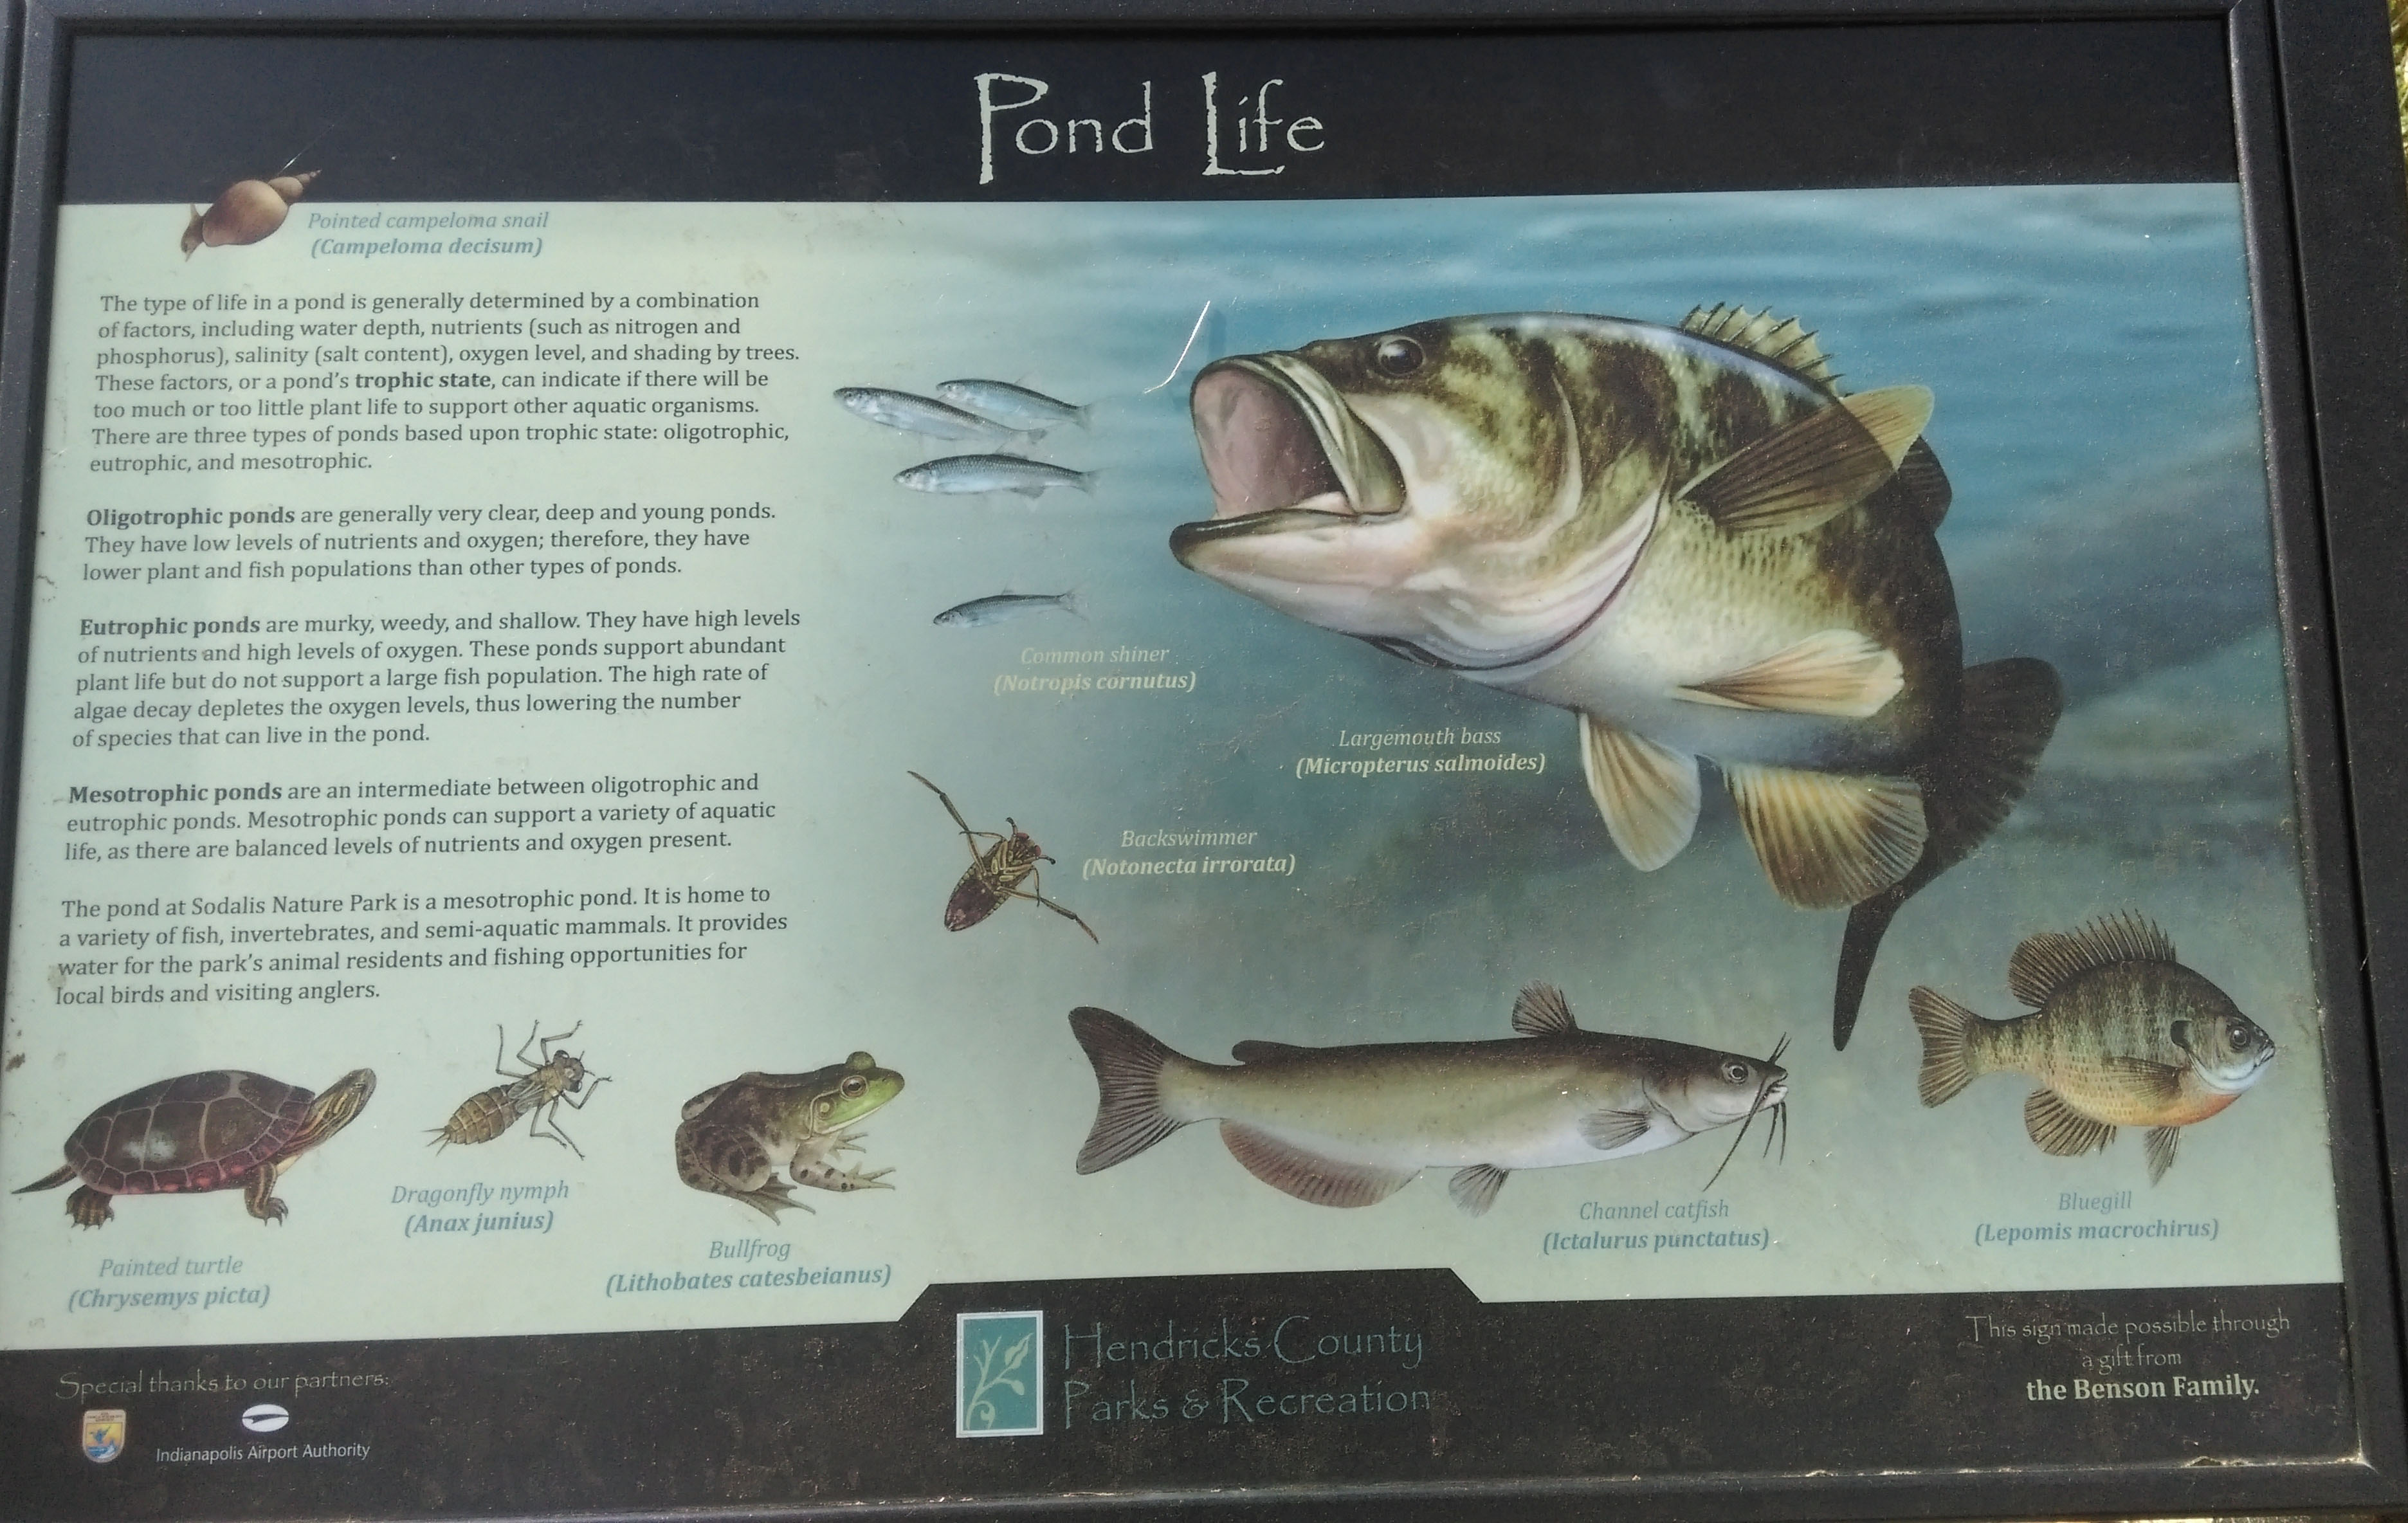 Pond Life
Pointed campeloma snail
(Campeloma decisum)
The type of life in a pond is generally determined by a combination
of factors, including water depth, nutrients (such as nitrogen and
phosphorus), salinity (salt content), oxygen level, and shading by trees.
These factors, or a pond's trophic state, can indicate if there will be
too much or too little plant life to support other aquatic organisms.
There are three types of ponds based upon trophic state: oligotrophic,
eutrophic, and mesotrophic.
Oligotrophic ponds are generally very clear, deep and young ponds.
They have low levels of nutrients and oxygen; therefore, they have
lower plant and fish populations than other types of ponds.
Eutrophic ponds are murky, weedy, and shallow. They have high levels
of nutrients and high levels of oxygen. These ponds support abundant
plant life but do not support a large fish population. The high rate of
algae decay depletes the oxygen levels, thus lowering the number
of species that can live in the pond.
Mesotrophic ponds are an intermediate between oligotrophic and
eutrophic ponds. Mesotrophic ponds can support a variety of aquatic
life, as there are balanced levels of nutrients and oxygen present.
The pond at Sodalis Nature Park is a mesotrophic pond. It is home to
a variety of fish, invertebrates, and semi-aquatic mammals. It provides
water for the park's animal residents and fishing opportunities for
local birds and visiting anglers.
Common shiner
(Notropis cornutus)
Largemouth bass
(Micropterus salmoides)
Backswimmer
(Notonecta irrorata)
Painted turtle
(Chrysemys picta)
Dragonfly nymph
(Anax junius)
Bullfrog
(Lithobates catesbeianus)
Channel catfish
(Ictalurus punctatus)
Bluegill
(Lepomis macrochirus)
Special thanks to our partners:
Indianapolis Airport Authority
Hendricks County
Parks & Recreation
This sign made possible through
a gift from
the Benson Family.